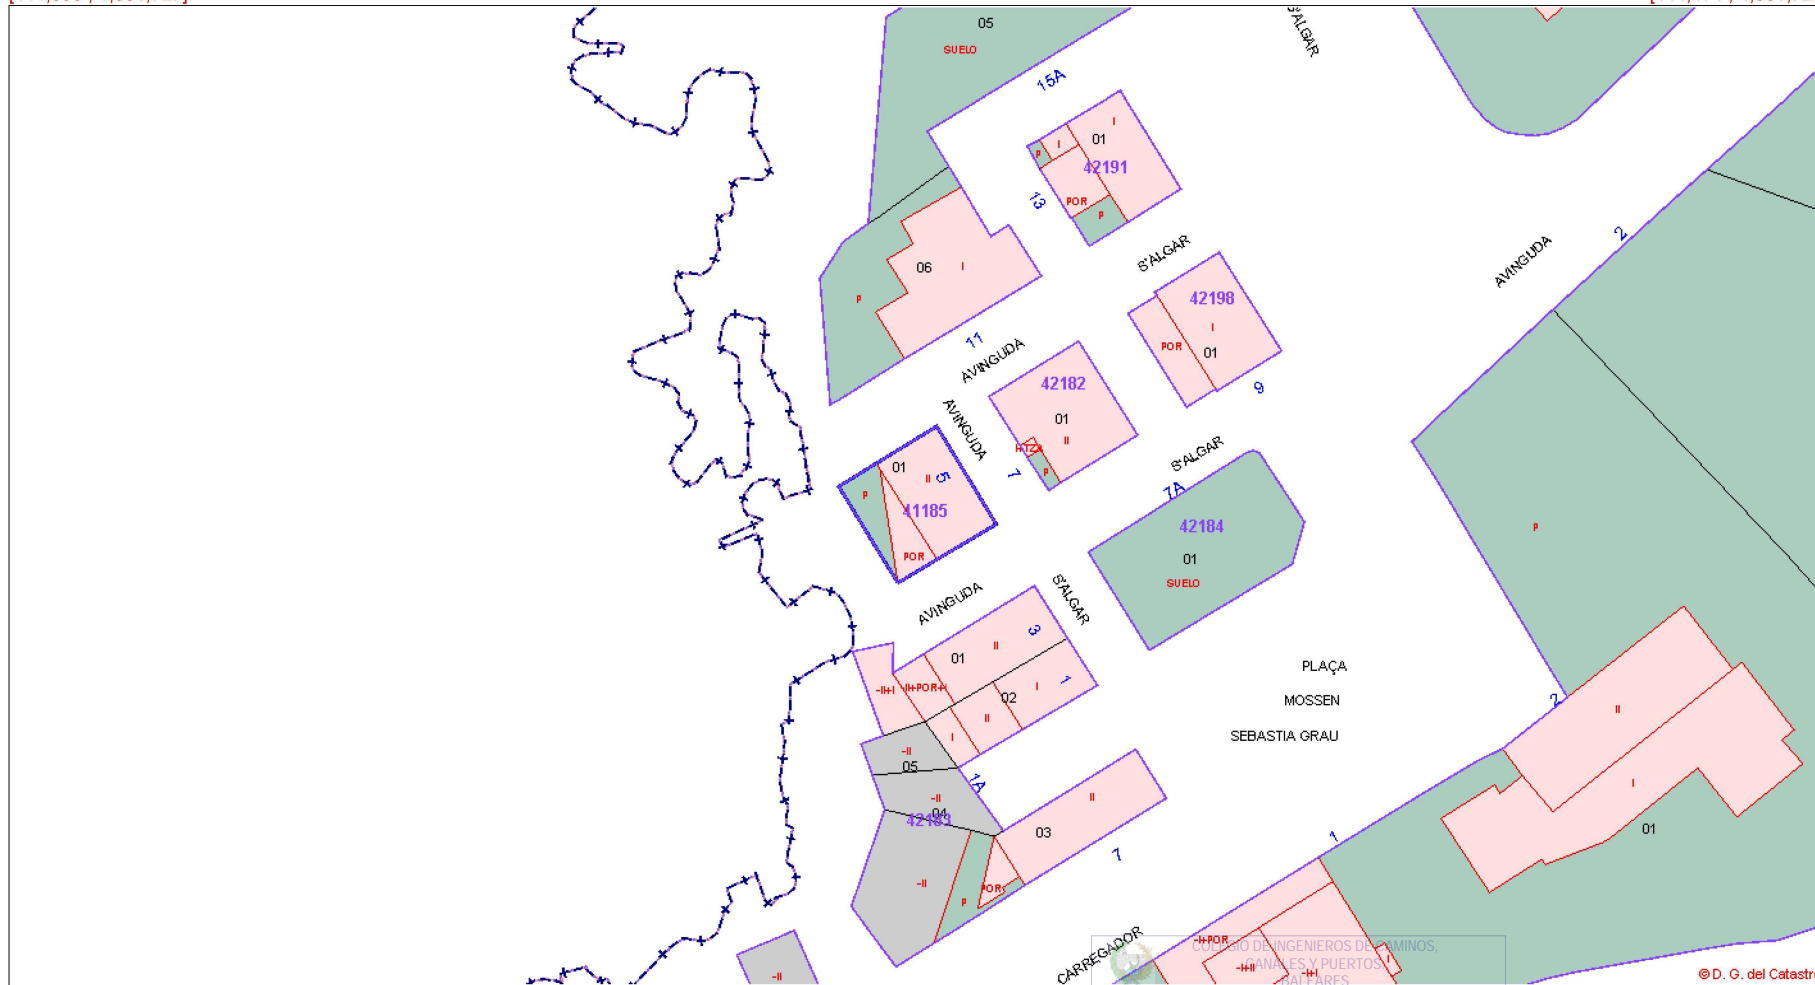 05
SUELO
S'ALGAR
15A
I
01
I
P
42191
13
POR
P
S'ALGAR
2
AVINGUDA
06
I
P
42198
I
POR
01
11
AVINGUDA
42182
9
AVINGUDA
01
II
7
P
S'ALGAR
7A
01
II
5
P
41185
POR
42184
01
SUELO
P
AVINGUDA
S'ALGAR
3
01
II
-II+I
-II+POR+I
02
I
1
II
I
PLAÇA
MOSSEN
SEBASTIA GRAU
2
II
I
01
-II
05
1A
-II
04
42183
II
03
7
-II
POR
P
1
CARREGADOR
-I+POR
-I+II
-I+I
I
COLEGIO DE INGENIEROS DE CAMINOS,
CANALES Y PUERTOS
BALEARES
-II
© D. G. del Catastr